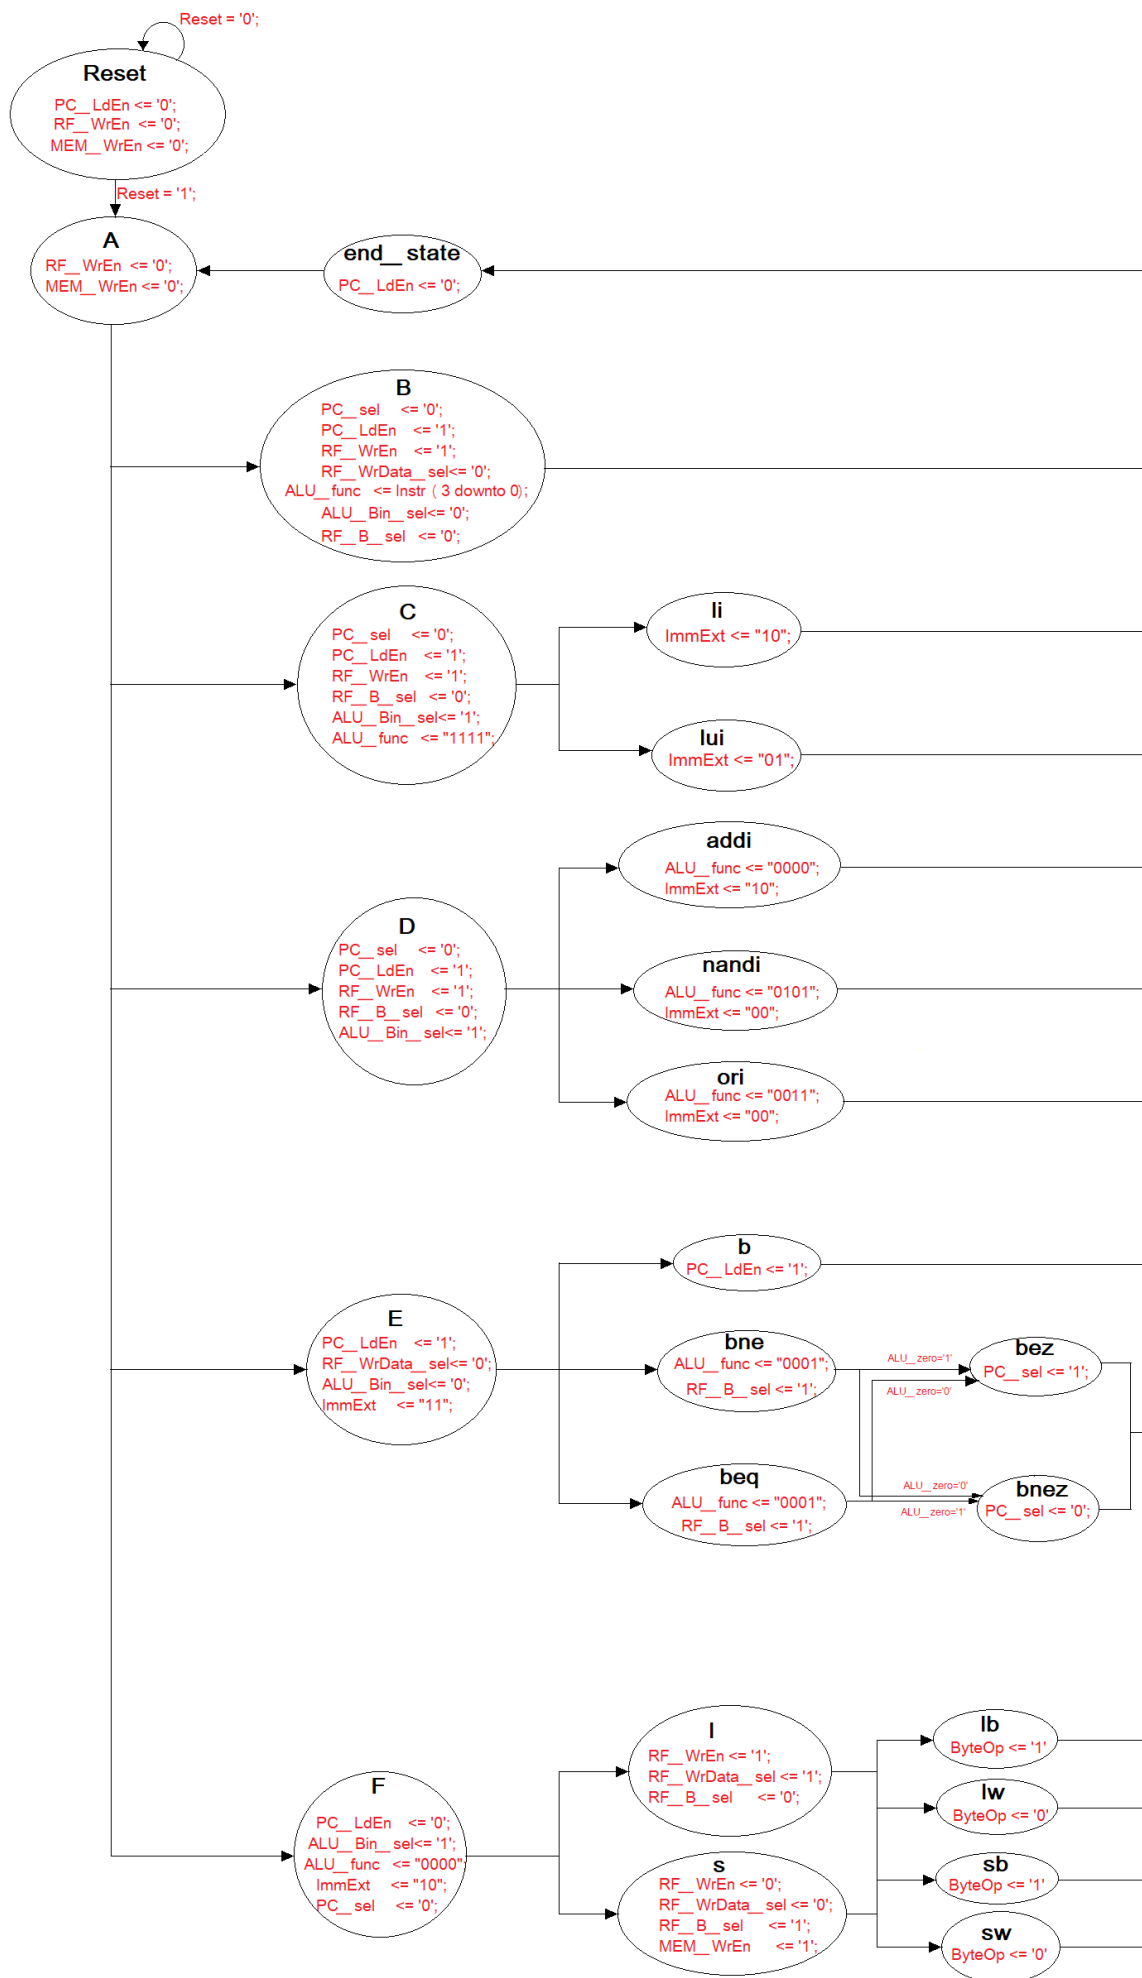 Reset = '0';
Reset
PC__LdEn <= '0';
RF__WrEn <= '0';
MEM__WrEn <= '0';
Reset = '1';
A
RF__WrEn <= '0';
MEM__WrEn <= '0';
end__state
PC__LdEn <= '0';
B
PC__sel <= '0';
PC__LdEn <= '1';
RF__WrEn <= '1';
RF__WrData__sel<= '0';
ALU__func <= Instr ( 3 downto 0);
ALU__Bin__sel<= '0';
RF__B__sel <= '0';
C
PC__sel <= '0';
PC__LdEn <= '1';
RF__WrEn <= '1';
RF__B__sel <= '0';
ALU__Bin__sel<= '1';
ALU__func <= "1111";
li
ImmExt <= "10";
lui
ImmExt <= "01";
D
PC__sel <= '0';
PC__LdEn <= '1';
RF__WrEn <= '1';
RF__B__sel <= '0';
ALU__Bin__sel<= '1';
addi
ALU__func <= "0000";
ImmExt <= "10";
nandi
ALU__func <= "0101";
ImmExt <= "00";
ori
ALU__func <= "0011";
ImmExt <= "00";
E
PC__LdEn <= '1';
RF__WrData__sel<= '0';
ALU__Bin__sel<= '0';
ImmExt <= "11";
b
PC__LdEn <= '1';
bne
ALU__func <= "0001";
RF__B__sel <= '1';
beq
ALU__func <= "0001";
RF__B__sel <= '1';
ALU__zero='1'
ALU__zero='0'
ALU__zero='0'
ALU__zero='1'
bez
PC__sel <= '1';
bnez
PC__sel <= '0';
F
PC__LdEn <= '0';
ALU__Bin__sel<= '1';
ALU__func <= "0000"
ImmExt <= "10";
PC__sel <= '0';
l
RF__WrEn <= '1';
RF__WrData__sel <= '1';
RF__B__sel <= '0';
s
RF__WrEn <= '0';
RF__WrData__sel <= '0';
RF__B__sel <= '1';
MEM__WrEn <= '1';
lb
ByteOp <= '1'
lw
ByteOp <= '0'
sb
ByteOp <= '1'
sw
ByteOp <= '0'